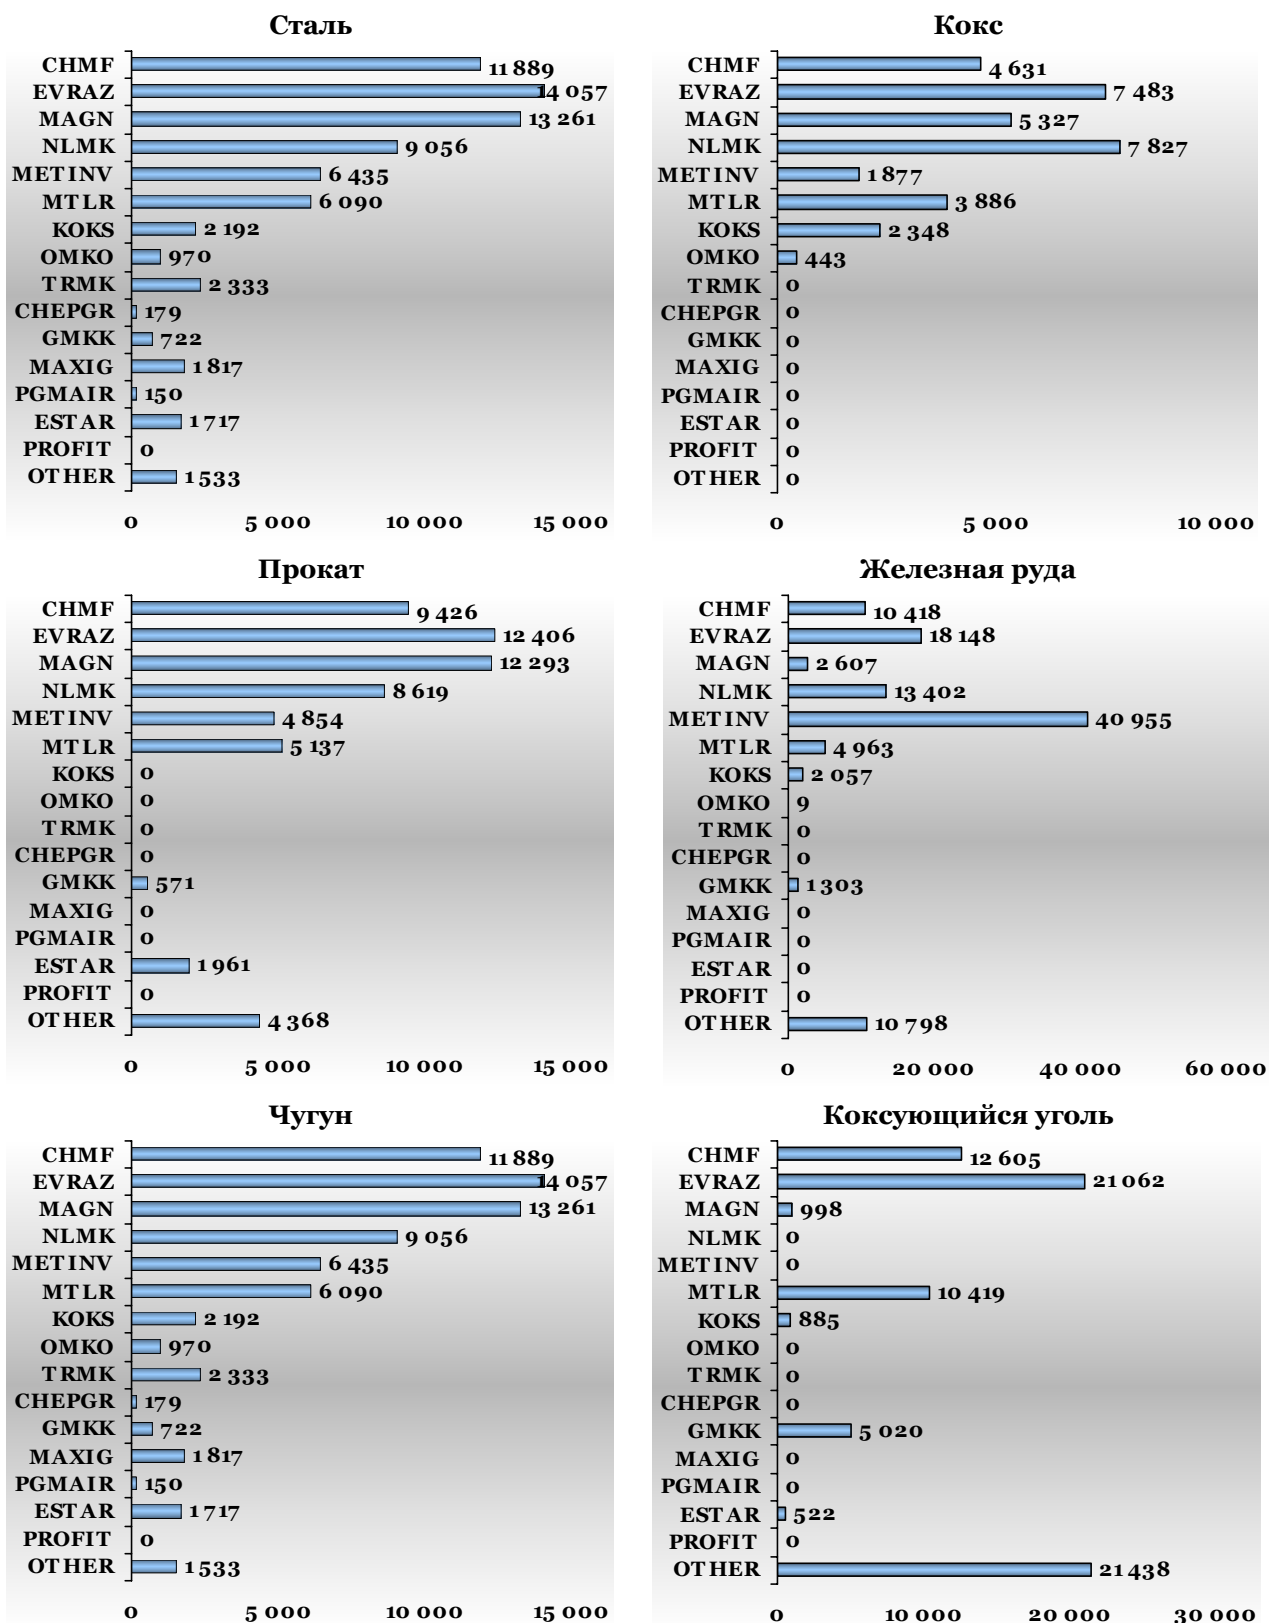 Сталь
CHMF 11 889
EVRAZ 14 057
MAGN 13 261
NLMK 9 056
METINV 6 435
MTLR 6 090
KOKS 2 192
OMKO 970
TRMK 2 333
CHEPGR 179
GMKK 722
MAXIG 1 817
PGMAIR 150
ESTAR 1 717
PROFIT 0
OTHER 1 533
0 5 000 10 000 15 000
Кокс
CHMF 4 631
EVRAZ 7 483
MAGN 5 327
NLMK 7 827
METINV 1 877
MTLR 3 886
KOKS 2 348
OMKO 443
TRMK 0
CHEPGR 0
GMKK 0
MAXIG 0
PGMAIR 0
ESTAR 0
PROFIT 0
OTHER 0
0 5 000 10 000
Прокат
CHMF 9 426
EVRAZ 12 406
MAGN 12 293
NLMK 8 619
METINV 4 854
MTLR 5 137
KOKS 0
OMKO 0
TRMK 0
CHEPGR 0
GMKK 571
MAXIG 0
PGMAIR 0
ESTAR 1 961
PROFIT 0
OTHER 4 368
0 5 000 10 000 15 000
Железная руда
CHMF 10 418
EVRAZ 18 148
MAGN 2 607
NLMK 13 402
METINV 40 955
MTLR 4 963
KOKS 2 057
OMKO 9
TRMK 0
CHEPGR 0
GMKK 1 303
MAXIG 0
PGMAIR 0
ESTAR 0
PROFIT 0
OTHER 10 798
0 20 000 40 000 60 000
Чугун
CHMF 11 889
EVRAZ 14 057
MAGN 13 261
NLMK 9 056
METINV 6 435
MTLR 6 090
KOKS 2 192
OMKO 970
TRMK 2 333
CHEPGR 179
GMKK 722
MAXIG 1 817
PGMAIR 150
ESTAR 1 717
PROFIT 0
OTHER 1 533
0 5 000 10 000 15 000
Коксующийся уголь
CHMF 12 605
EVRAZ 21 062
MAGN 998
NLMK 0
METINV 0
MTLR 10 419
KOKS 885
OMKO 0
TRMK 0
CHEPGR 0
GMKK 5 020
MAXIG 0
PGMAIR 0
ESTAR 522
PROFIT 0
OTHER 21 438
0 10 000 20 000 30 000